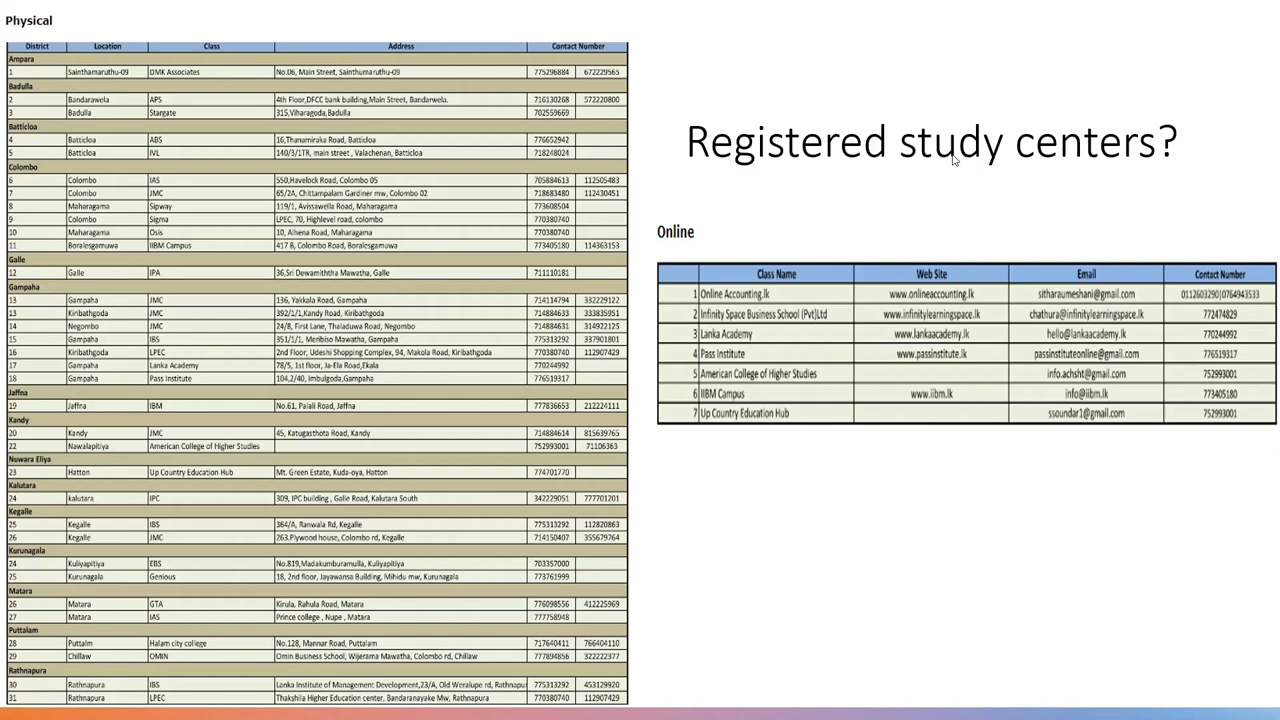 Physical
District Location Class Address Contact Number
Ampara
1 Sainthamaruthu-09 DMK Associates No.06, Main Street, Sainthumaruthu-09 775296884 672229565
Badulla
2 Bandarawela APS 4th Floor,DFCC bank building,Main Street, Bandarwela. 716130268 572220800
3 Badulla Stargate 315,Viharagoda,Badulla 702559669
Batticloa
4 Batticloa ABS 16,Thanamiraka Road, Batticloa 776652942
5 Batticloa IVL 140/3/1TR, main street , Valachenan, Batticloa 718248024
Colombo
6 Colombo IAS 550,Havelock Road, Colombo 05 705884613 112505483
7 Colombo JMC 65/2A, Chittampalam Gardiner mw, Colombo 02 718683480 112430451
8 Maharagama Sipway 119/1, Avissawella Road, Maharagama 773608504
9 Colombo Sigma LPEC, 70, Highlevel road, colombo 770380740
10 Maharagama Osis 10, Alhena Road, Maharagama 770380740
11 Boralesgamuwa IIBM Campus 417 B, Colombo Road, Boralesgamuwa 773405180 114363153
Galle
12 Galle IPA 36,Sri Dewamiththa Mawatha, Galle 711110181
Gampaha
13 Gampaha JMC 136, Yakkala Road, Gampaha 714114794 332229122
13 Kiribathgoda JMC 392/1/1,Kandy Road, Kiribathgoda 714884633 333835951
14 Negombo JMC 24/8, First Lane, Thaladuwa Road, Negombo 714884631 314922125
15 Gampaha IBS 351/1/1, Meribiso Mawatha, Gampaha 775313292 337901801
16 Kiribathgoda LPEC 2nd Floor, Udeshi Shopping Complex, 94, Makola Road, Kiribathgoda 770380740 112907429
17 Gampaha Lanka Academy 78/5, 1st floor, Ja-Ela Road,Ekala 770244992
18 Gampaha Pass Institute 104,2/40, Imbulgoda,Gampaha 776519317
Jaffna
19 Jaffna IBM No.61, Palali Road, Jaffna 777836653 212224111
Kandy
20 Kandy JMC 45, Katugasthota Road, Kandy 714884614 815639765
22 Nawalapitiya American College of Higher Studies 752993001 71106363
Nuwara Eliya
23 Hatton Up Country Education Hub Mt. Green Estate, Kuda-oya, Hatton 774701770
Kalutara
24 kalutara IPC 309, IPC building , Galle Road, Kalutara South 342229051 777701201
Kegalle
25 Kegalle IBS 364/A, Ranwala Rd, Kegalle 775313292 112820863
26 Kegalle JMC 263.Plywood house, Colombo rd, Kegalle 714150407 355679764
Kurunagala
24 Kuliyapitiya EBS No.819,Madakumburamulla, Kuliyapitiya 703357000
25 Kurunagala Genious 18, 2nd floor, Jayawansa Building, Mihidu mw, Kurunagala 773761999
Matara
26 Matara GTA Kirula, Rahula Road, Matara 776098556 412225969
27 Matara IAS Prince college , Nupe , Matara 777758948
Puttalam
28 Puttalm Halam city college No.128, Mannar Road, Puttalam 717640411 766404110
29 Chillaw OMIN Omin Business School, Wijerama Mawatha, Colombo rd, Chillaw 777894856 322222377
Rathnapura
30 Rathnapura IBS Lanka Institute of Management Development,23/A, Old Weralupe rd, Rathnapur 775313292 453129920
31 Rathnapura LPEC Thakshila Higher Education center, Bandaranayake Mw, Rathnapura 770380740 112907429
Registered study centers?
Online
Class Name Web Site Email Contact Number
1 Online Accounting.lk www.onlineaccounting.lk sitharaumeshani@gmail.com 0112603290|0764943533
2 Infinity Space Business School (Pvt)Ltd www.infinitylearningspace.lk chathura@infinitylearningspace.lk 772474829
3 Lanka Academy www.lankaacademy.lk hello@lankaacademy.lk 770244992
4 Pass Institute www.passinstitute.lk passinstituteonline@gmail.com 776519317
5 American College of Higher Studies info.achsht@gmail.com 752993001
6 IIBM Campus www.iibm.lk info@iibm.lk 773405180
7 Up Country Education Hub ssoundar1@gmail.com 752993001